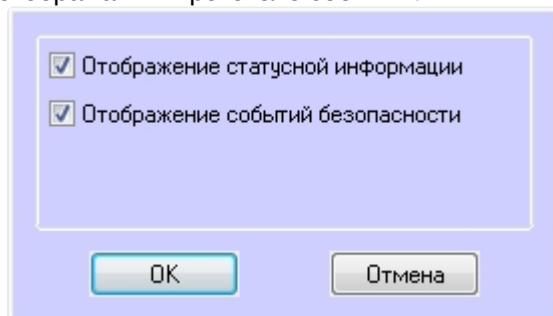 Отображение статусной информации
Отображение событий безопасности
OK
Отмена